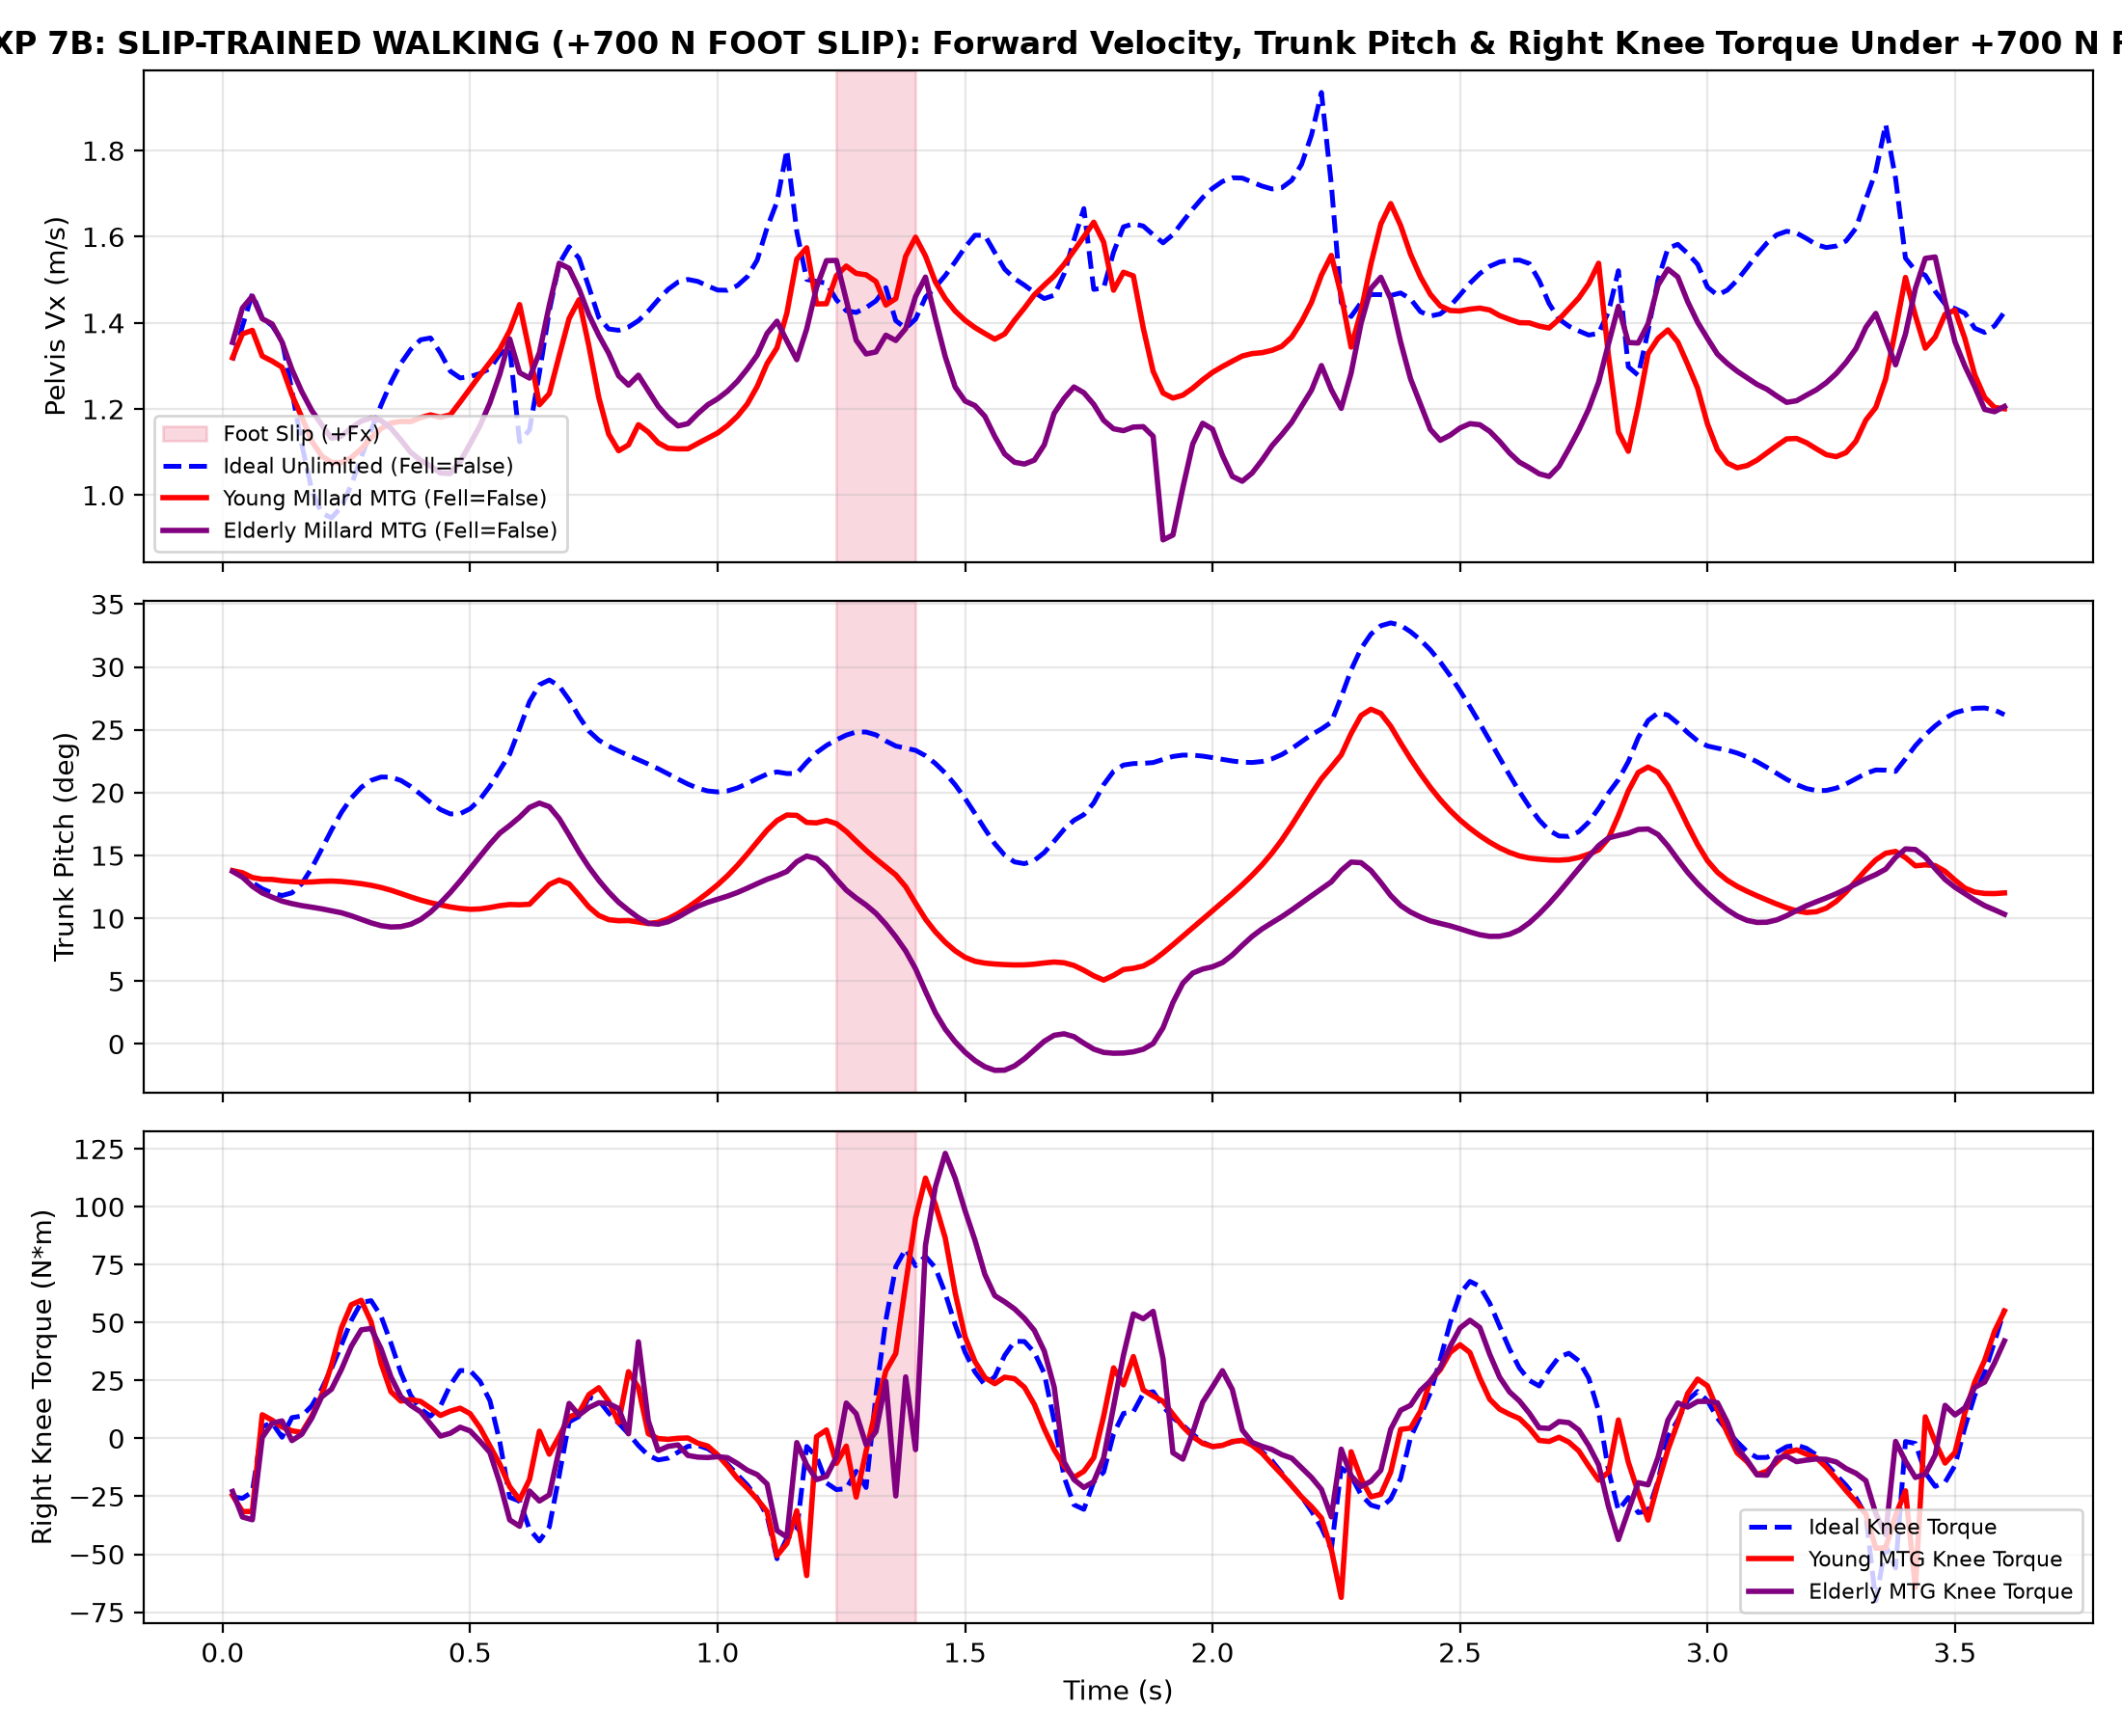 XP 7B: SLIP-TRAINED WALKING (+700 N FOOT SLIP): Forward Velocity, Trunk Pitch & Right Knee Torque Under +700 N F
Pelvis Vx (m/s)
1.8
1.6
1.4
1.2
1.0
Foot Slip (+Fx)
Ideal Unlimited (Fell=False)
Young Millard MTG (Fell=False)
Elderly Millard MTG (Fell=False)
Trunk Pitch (deg)
35
30
25
20
15
10
5
0
Right Knee Torque (N*m)
125
100
75
50
25
0
−25
−50
−75
Ideal Knee Torque
Young MTG Knee Torque
Elderly MTG Knee Torque
0.0 0.5 1.0 1.5 2.0 2.5 3.0 3.5
Time (s)